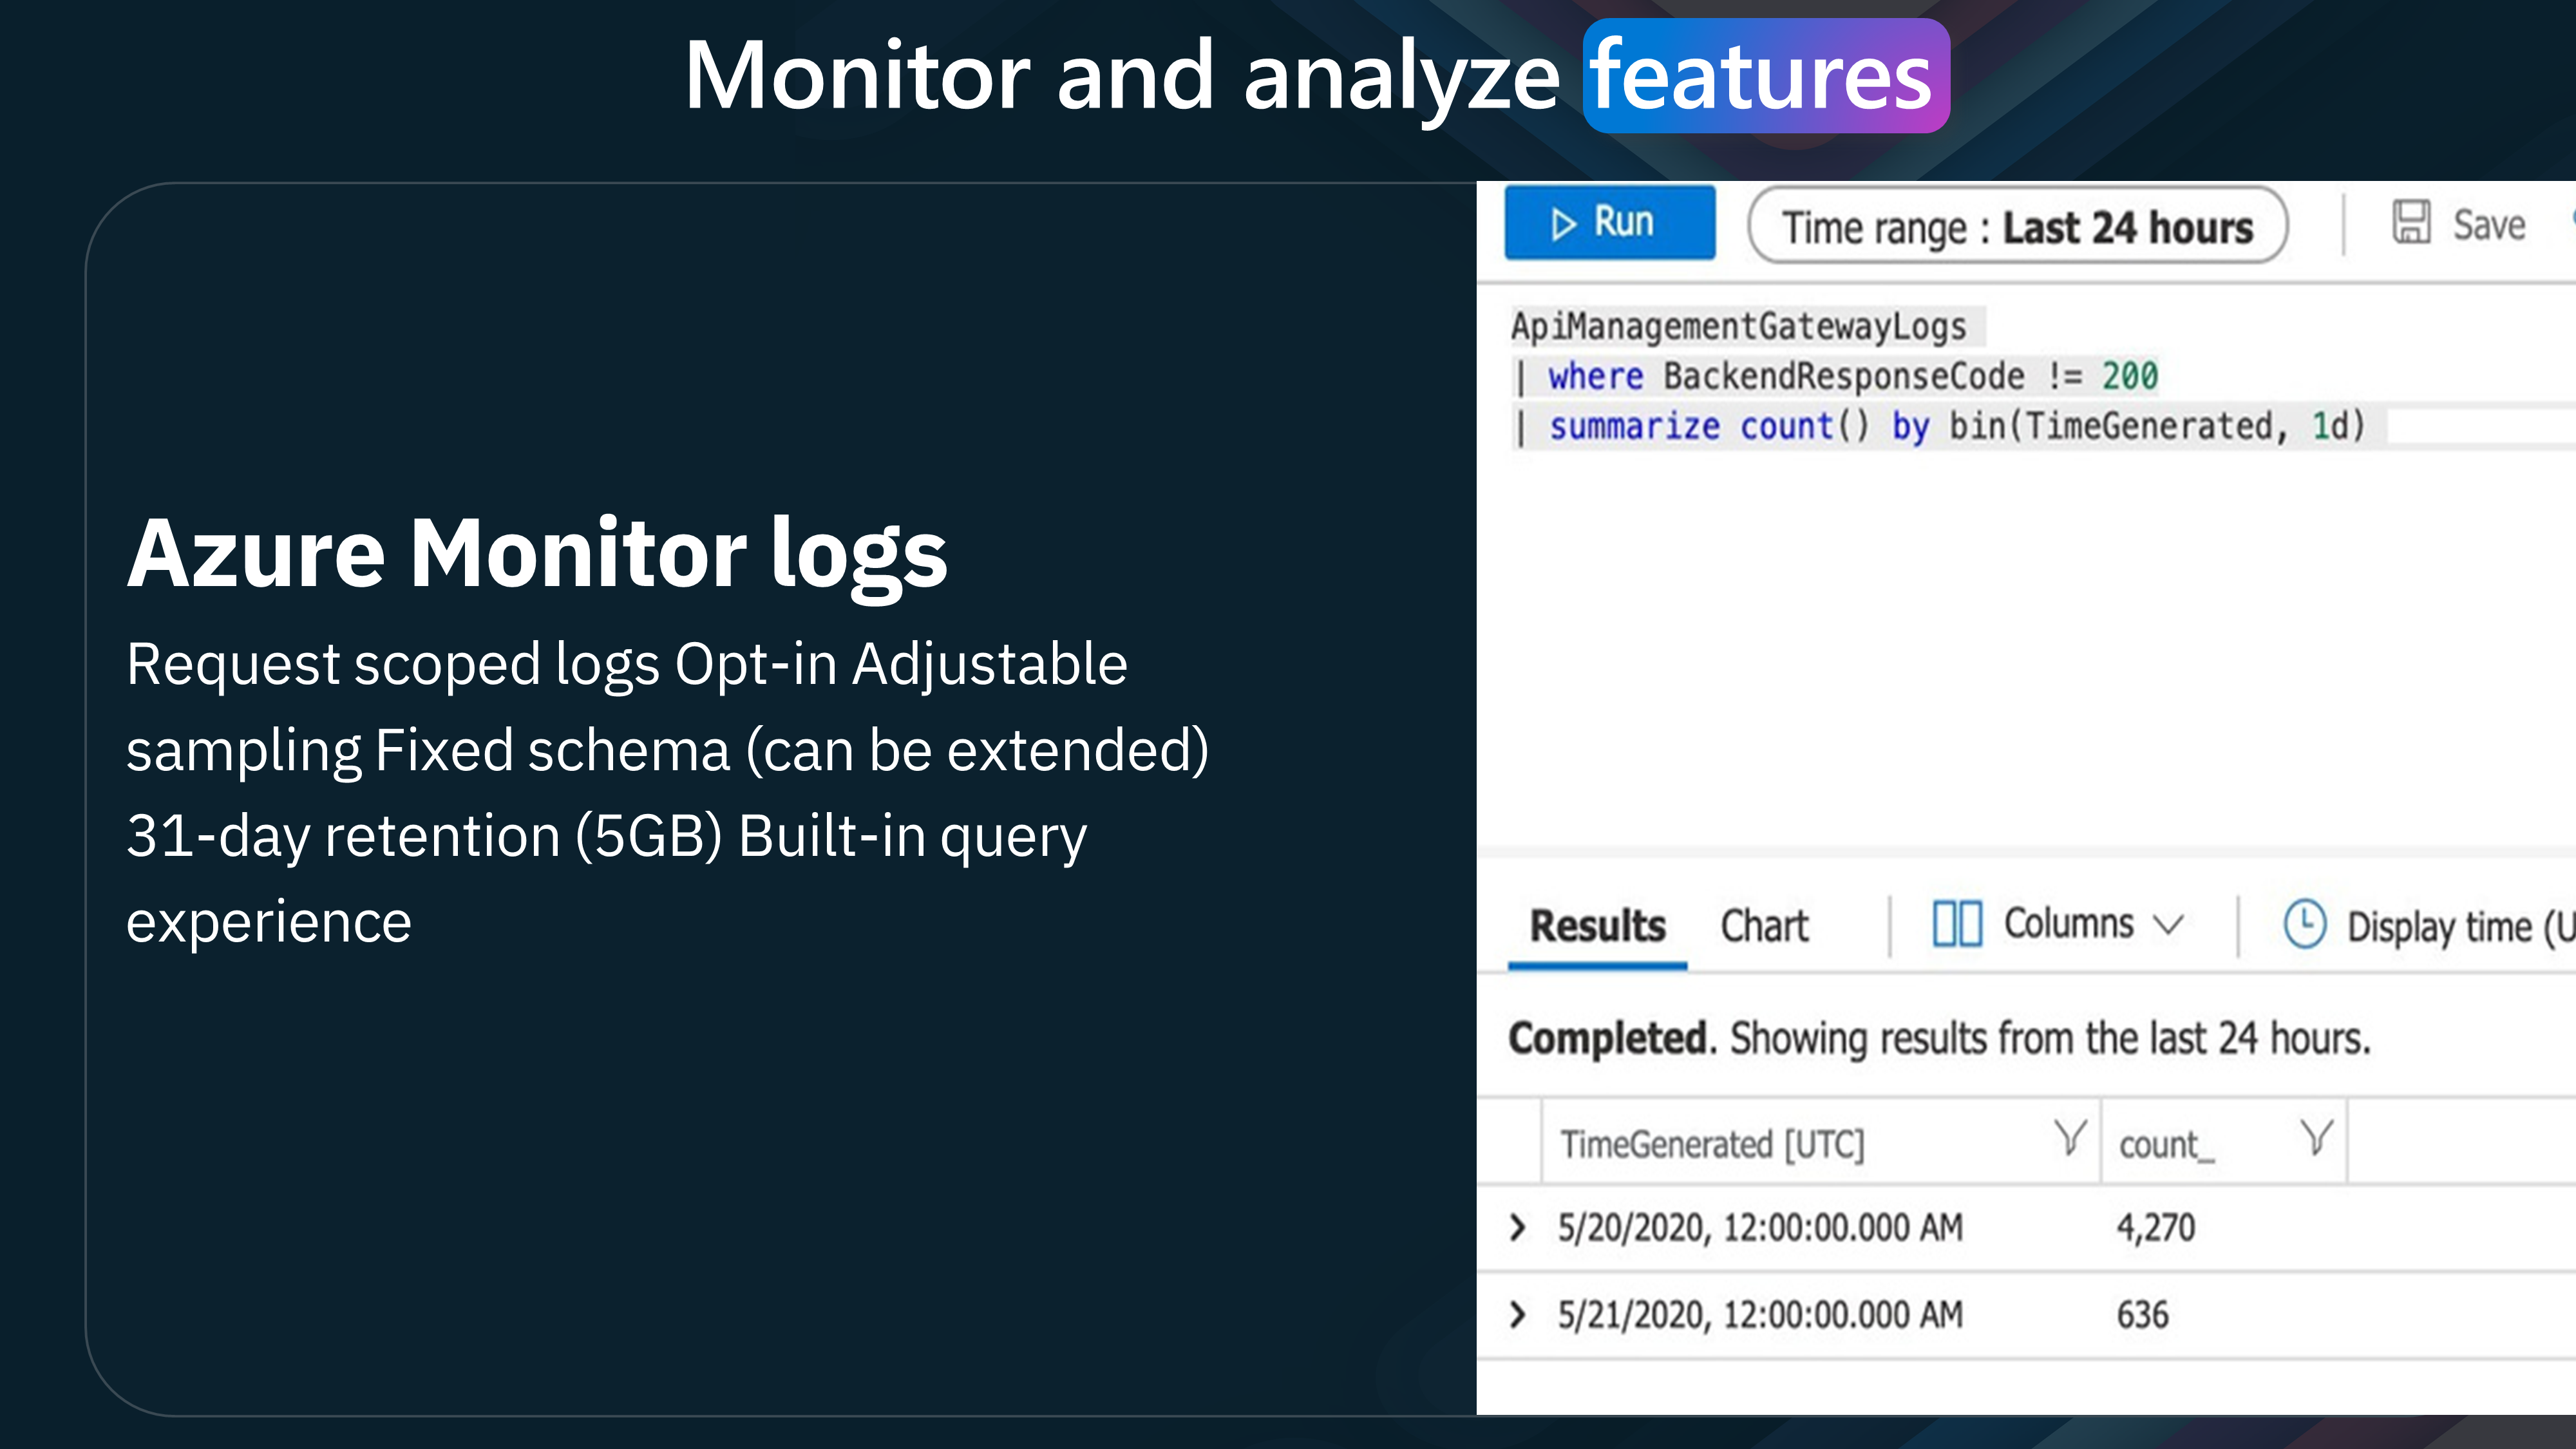 Monitor and analyze features
Azure Monitor logs
Request scoped logs Opt-in Adjustable
sampling Fixed schema (can be extended)
31-day retention (5GB) Built-in query
experience
Run
Time range : Last 24 hours
Save
ApiManagementGatewayLogs
| where BackendResponseCode != 200
| summarize count() by bin(TimeGenerated, 1d)
Results
Chart
Columns
Display time (U
Completed. Showing results from the last 24 hours.
TimeGenerated [UTC]
count_
5/20/2020, 12:00:00.000 AM
4,270
5/21/2020, 12:00:00.000 AM
636